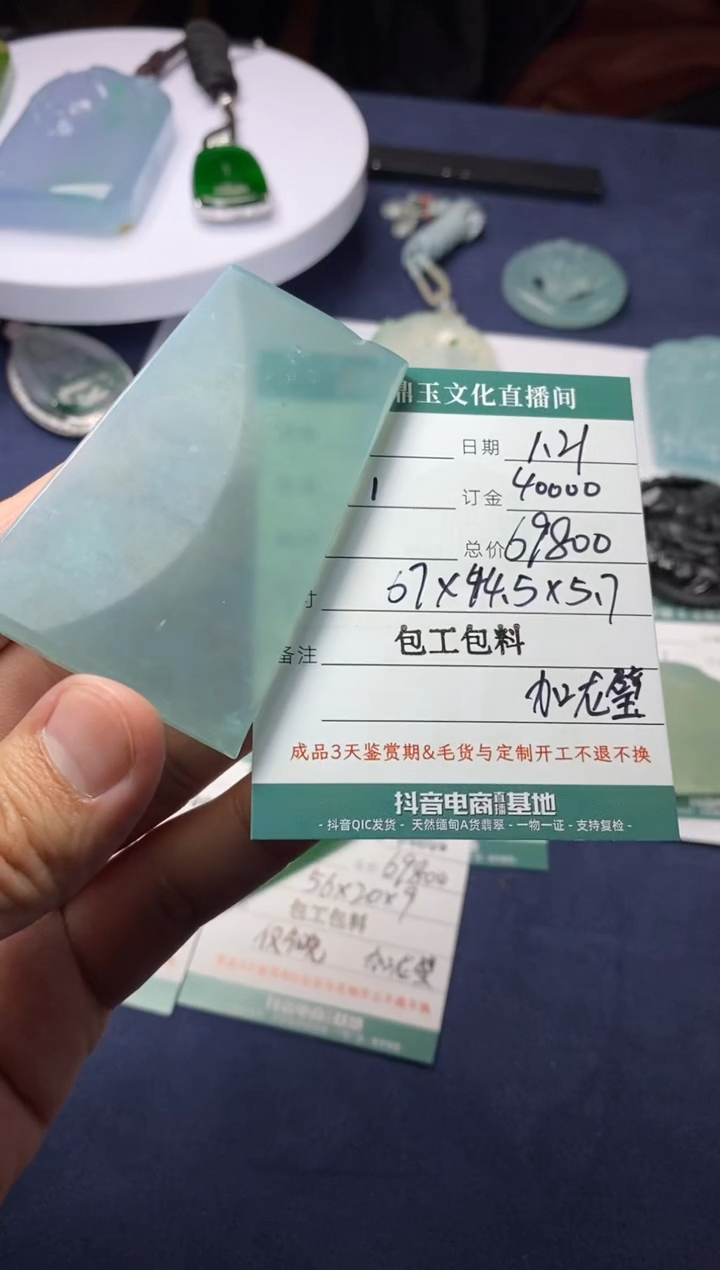 鼎玉文化直播间
日期 1.21
1 订金 40000
总价 69800
寸 67×44.5×5.7
备注 包工包料
加龙璧
成品3天鉴赏期&毛货与定制开工不退不换
抖音电商直播基地
- 抖音QIC发货 - 天然缅甸A货翡翠 - 一物一证 - 支持复检 -
69800
56×20×9
包工包料
加龙璧